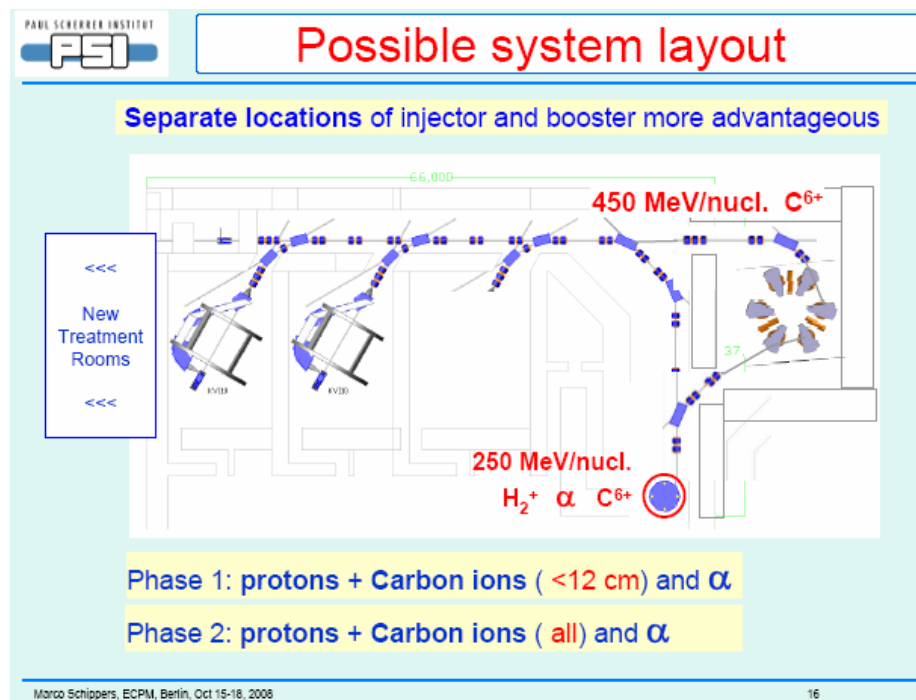 PAUL SCHERRER INSTITUT
PSI
Possible system layout
Separate locations of injector and booster more advantageous
66,000
450 MeV/nucl. C⁶⁺
<<<
New
Treatment
Rooms
<<<
37
250 MeV/nucl.
H₂⁺ α C⁶⁺
Phase 1: protons + Carbon ions ( <12 cm) and α
Phase 2: protons + Carbon ions ( all) and α
Marco Schippers, ECPM, Berlin, Oct 15-18, 2008
16